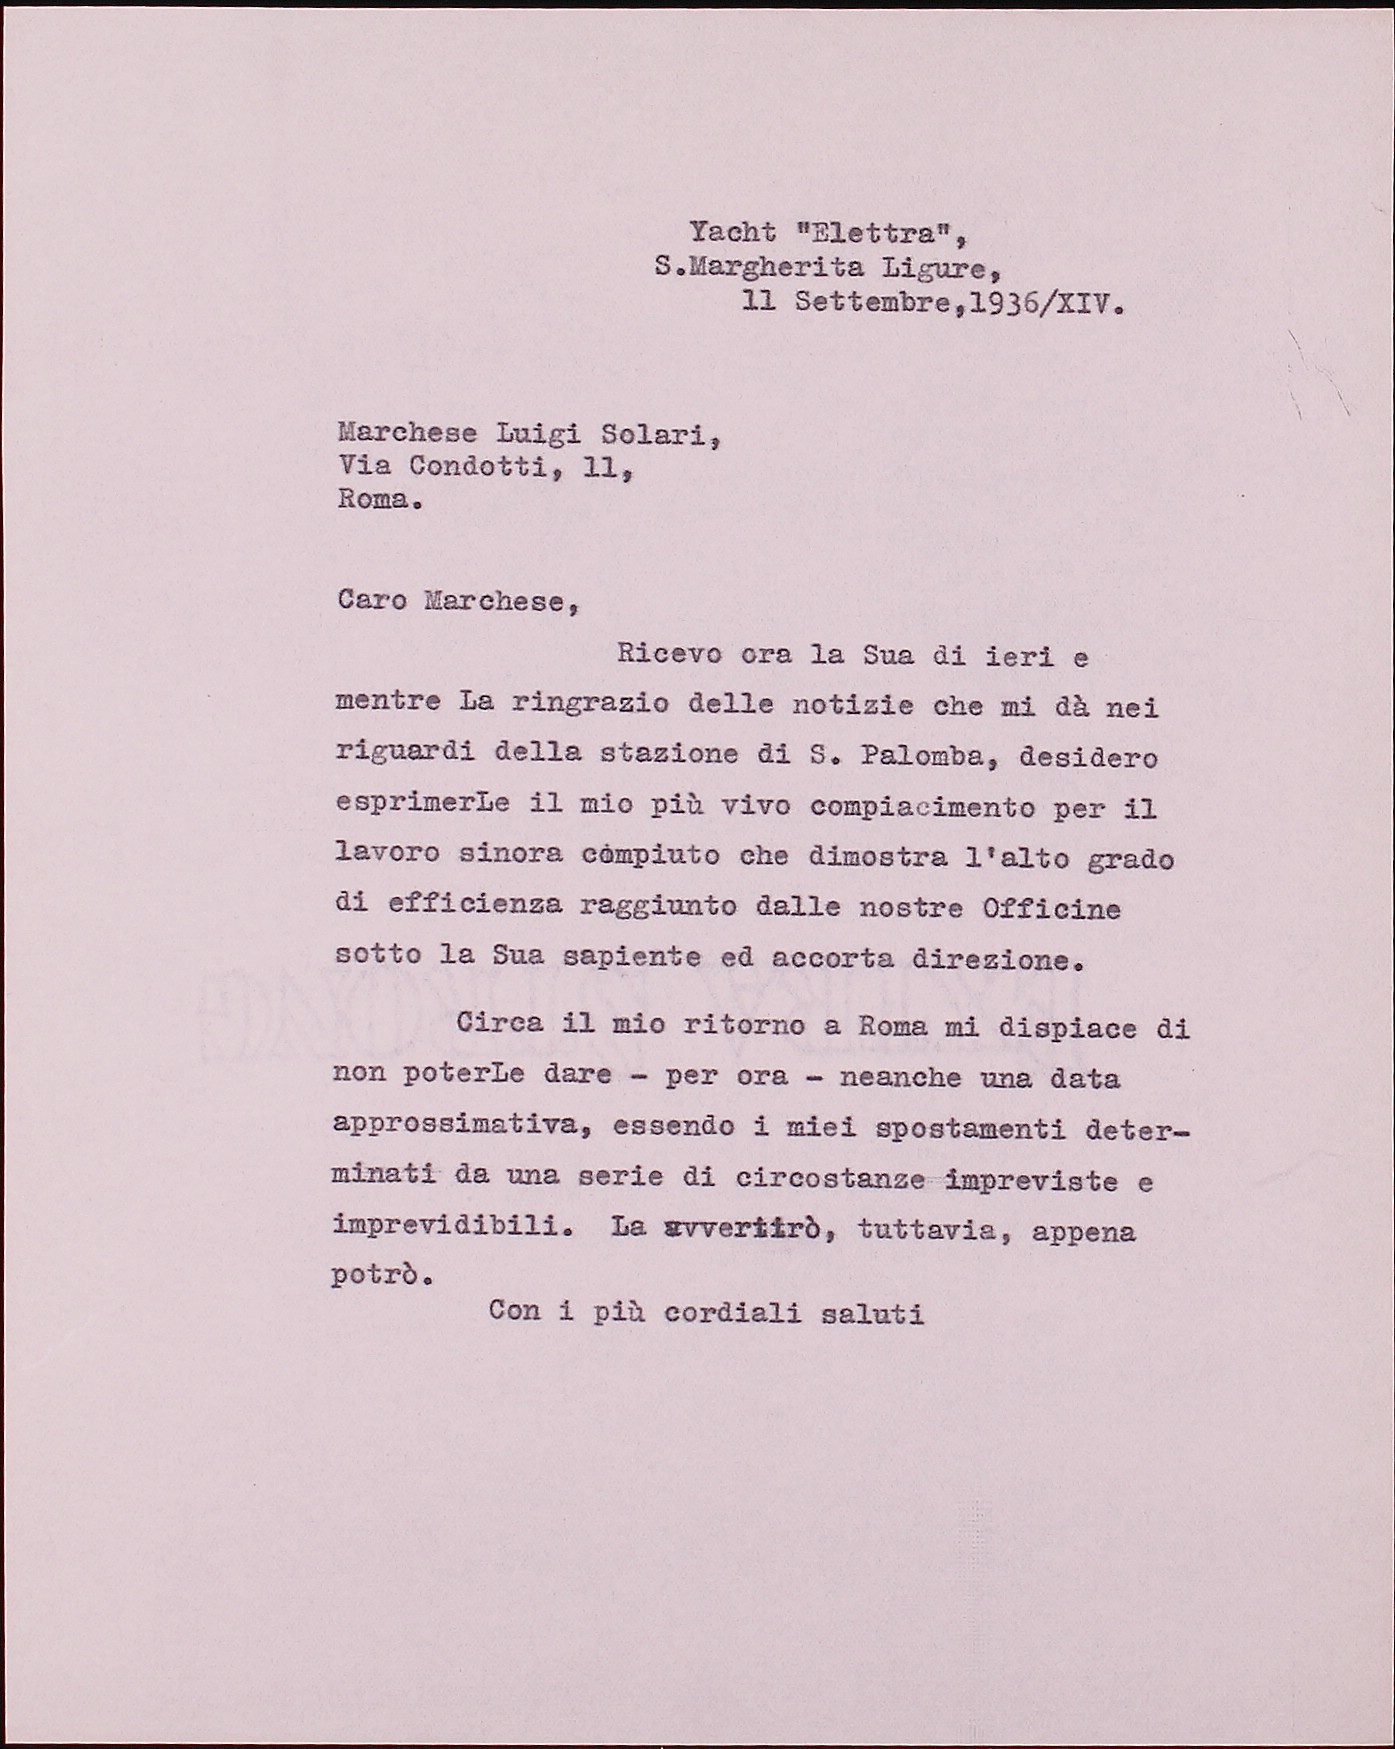 Yacht "Elettra",
S.Margherita Ligure,
11 Settembre,1936/XIV.
Marchese Luigi Solari,
Via Condotti, 11,
Roma.
Caro Marchese,
Ricevo ora la Sua di ieri e
mentre La ringrazio delle notizie che mi dà nei
riguardi della stazione di S. Palomba, desidero
esprimerLe il mio più vivo compiacimento per il
lavoro sinora compiuto che dimostra l'alto grado
di efficienza raggiunto dalle nostre Officine
sotto la Sua sapiente ed accorta direzione.
Circa il mio ritorno a Roma mi dispiace di
non poterLe dare - per ora - neanche una data
approssimativa, essendo i miei spostamenti deter-
minati da una serie di circostanze impreviste e
imprevidibili. La avvertirò, tuttavia, appena
potrò.
Con i più cordiali saluti